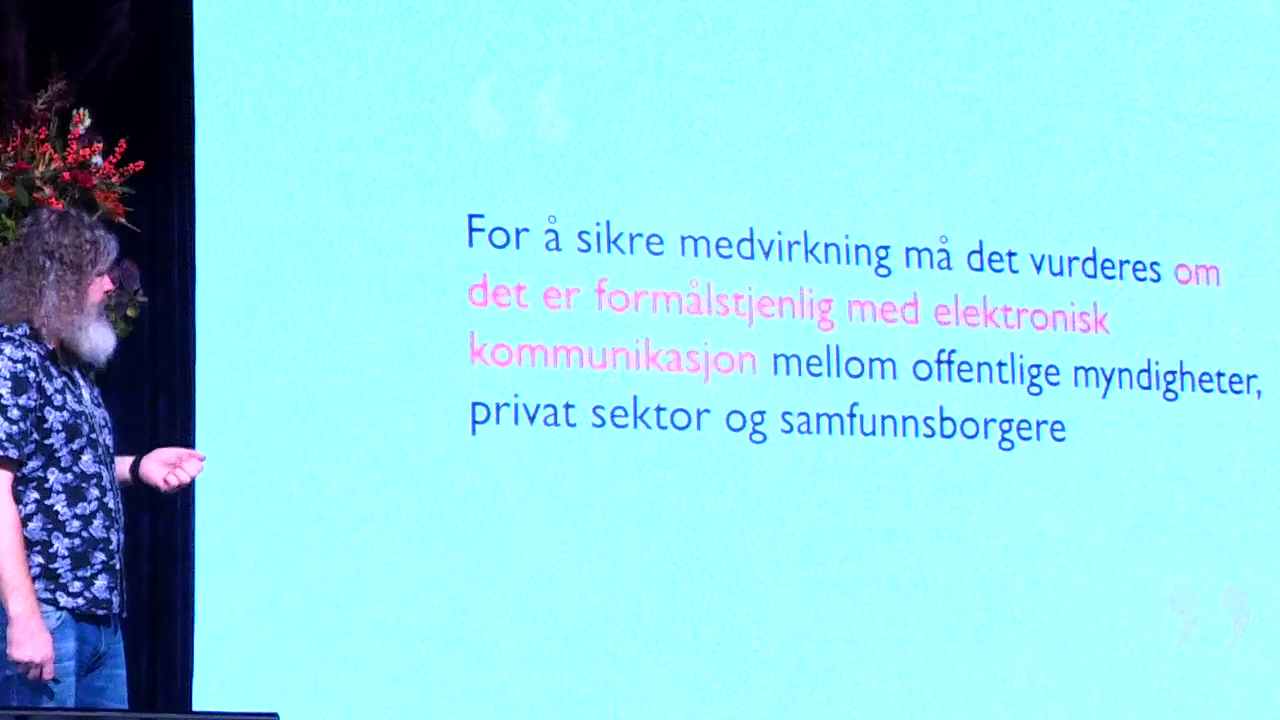 “
For å sikre medvirkning må det vurderes om
det er formålstjenlig med elektronisk
kommunikasjon mellom offentlige myndigheter,
privat sektor og samfunnsborgere
”